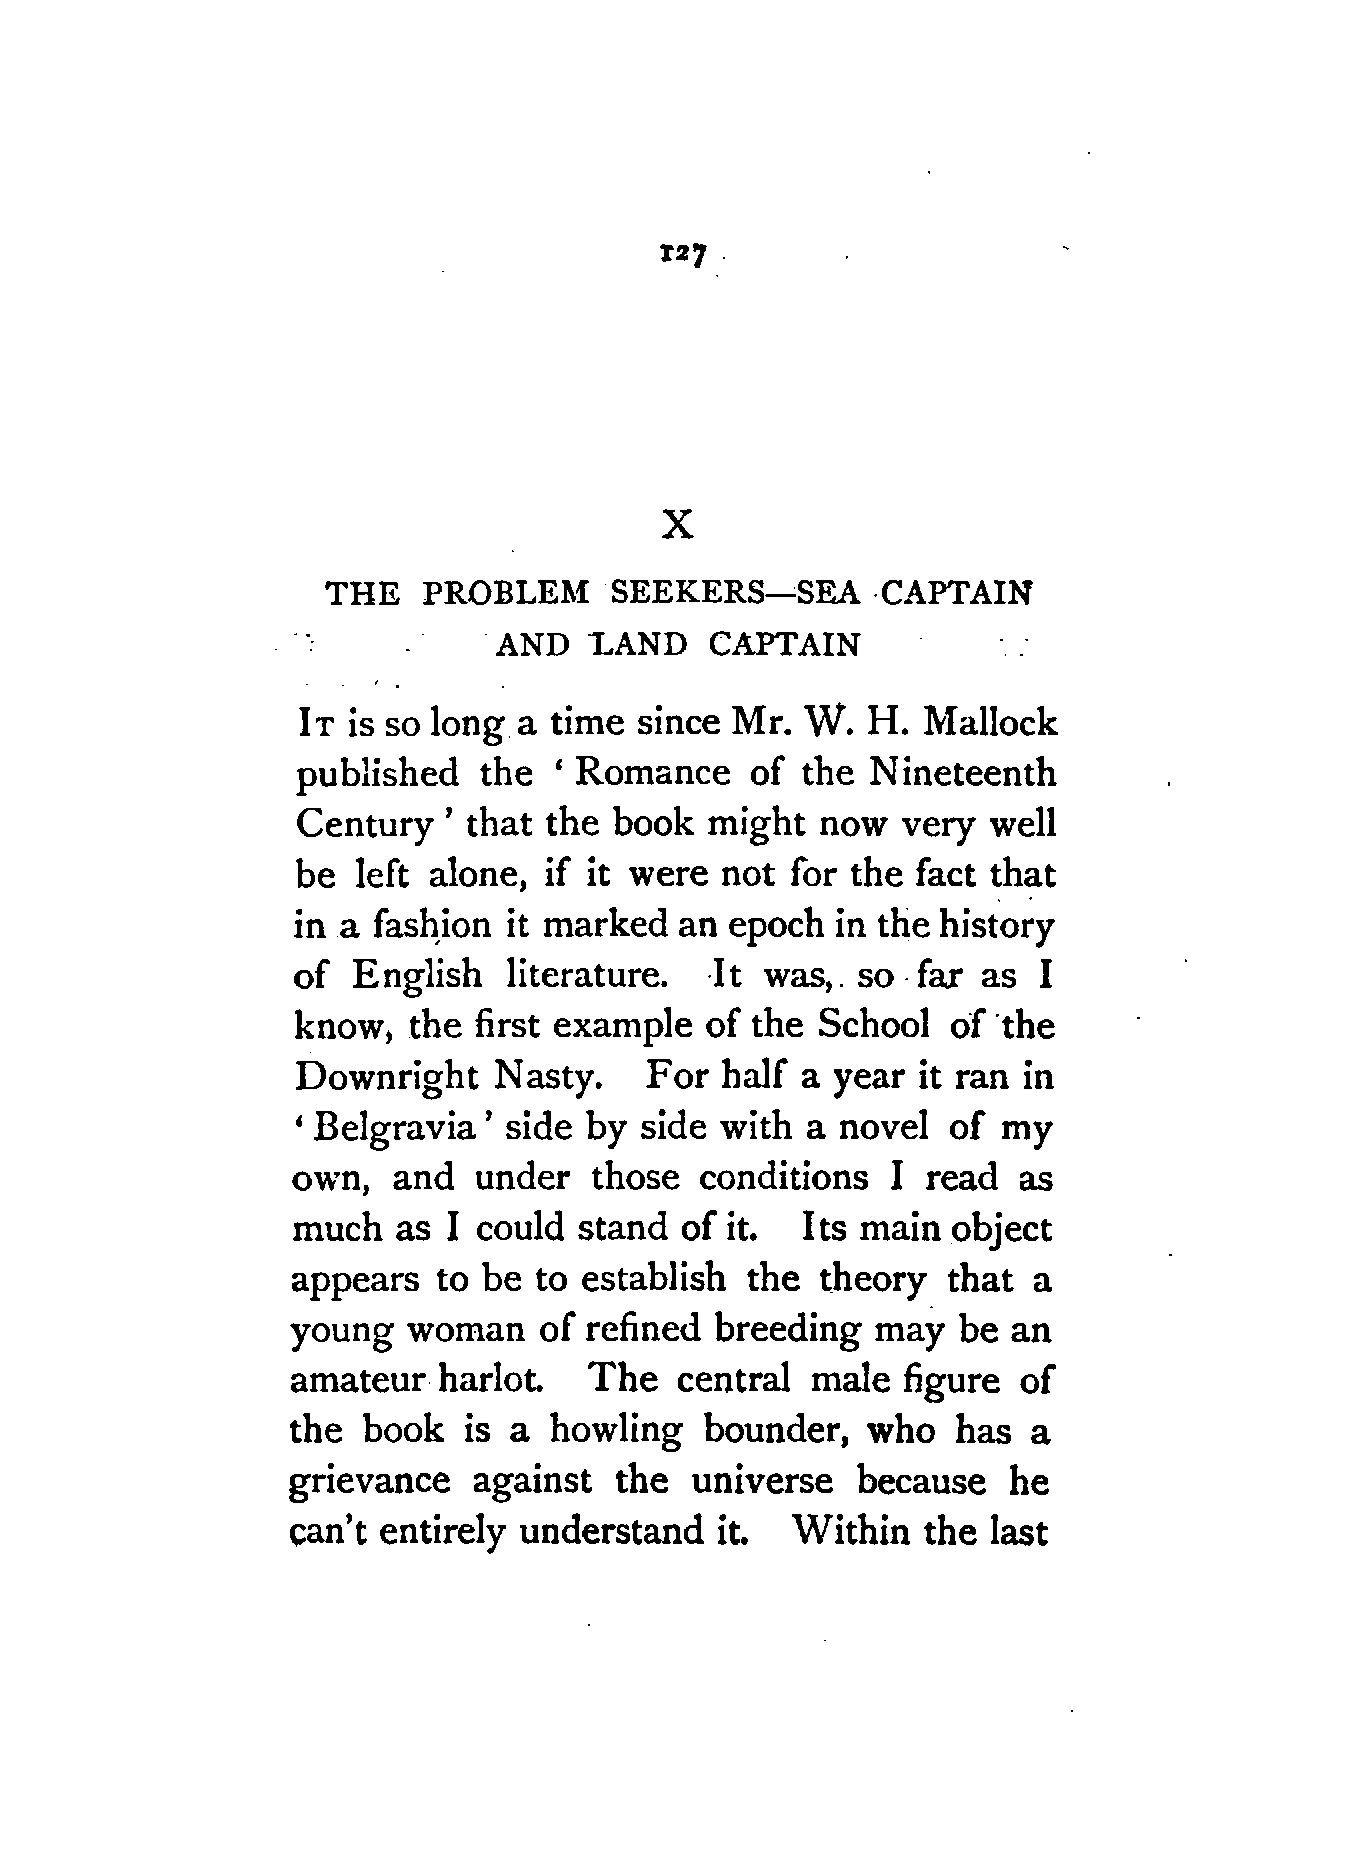 127
X
THE PROBLEM SEEKERS—SEA CAPTAIN
AND LAND CAPTAIN
IT is so long a time since Mr. W. H. Mallock
published the ‘ Romance of the Nineteenth
Century ’ that the book might now very well
be left alone, if it were not for the fact that
in a fashion it marked an epoch in the history
of English literature. It was, so far as I
know, the first example of the School of the
Downright Nasty. For half a year it ran in
‘ Belgravia ’ side by side with a novel of my
own, and under those conditions I read as
much as I could stand of it. Its main object
appears to be to establish the theory that a
young woman of refined breeding may be an
amateur harlot. The central male figure of
the book is a howling bounder, who has a
grievance against the universe because he
can’t entirely understand it. Within the last